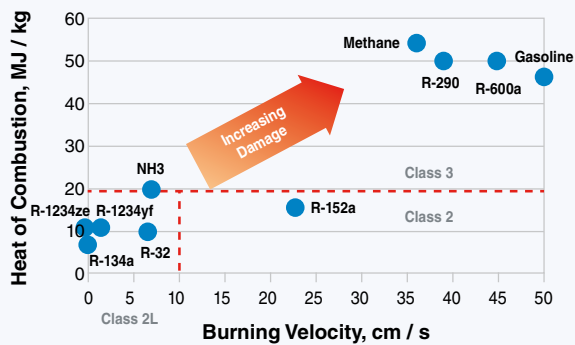 Heat of Combustion, MJ / kg
60
50
40
30
20
10
0
Methane
Gasoline
R-290
R-600a
Increasing
Damage
NH3
Class 3
R-1234ze R-1234yf
R-152a
Class 2
R-134a
R-32
0 5 10 15 20 25 30 35 40 45 50
Class 2L
Burning Velocity, cm / s